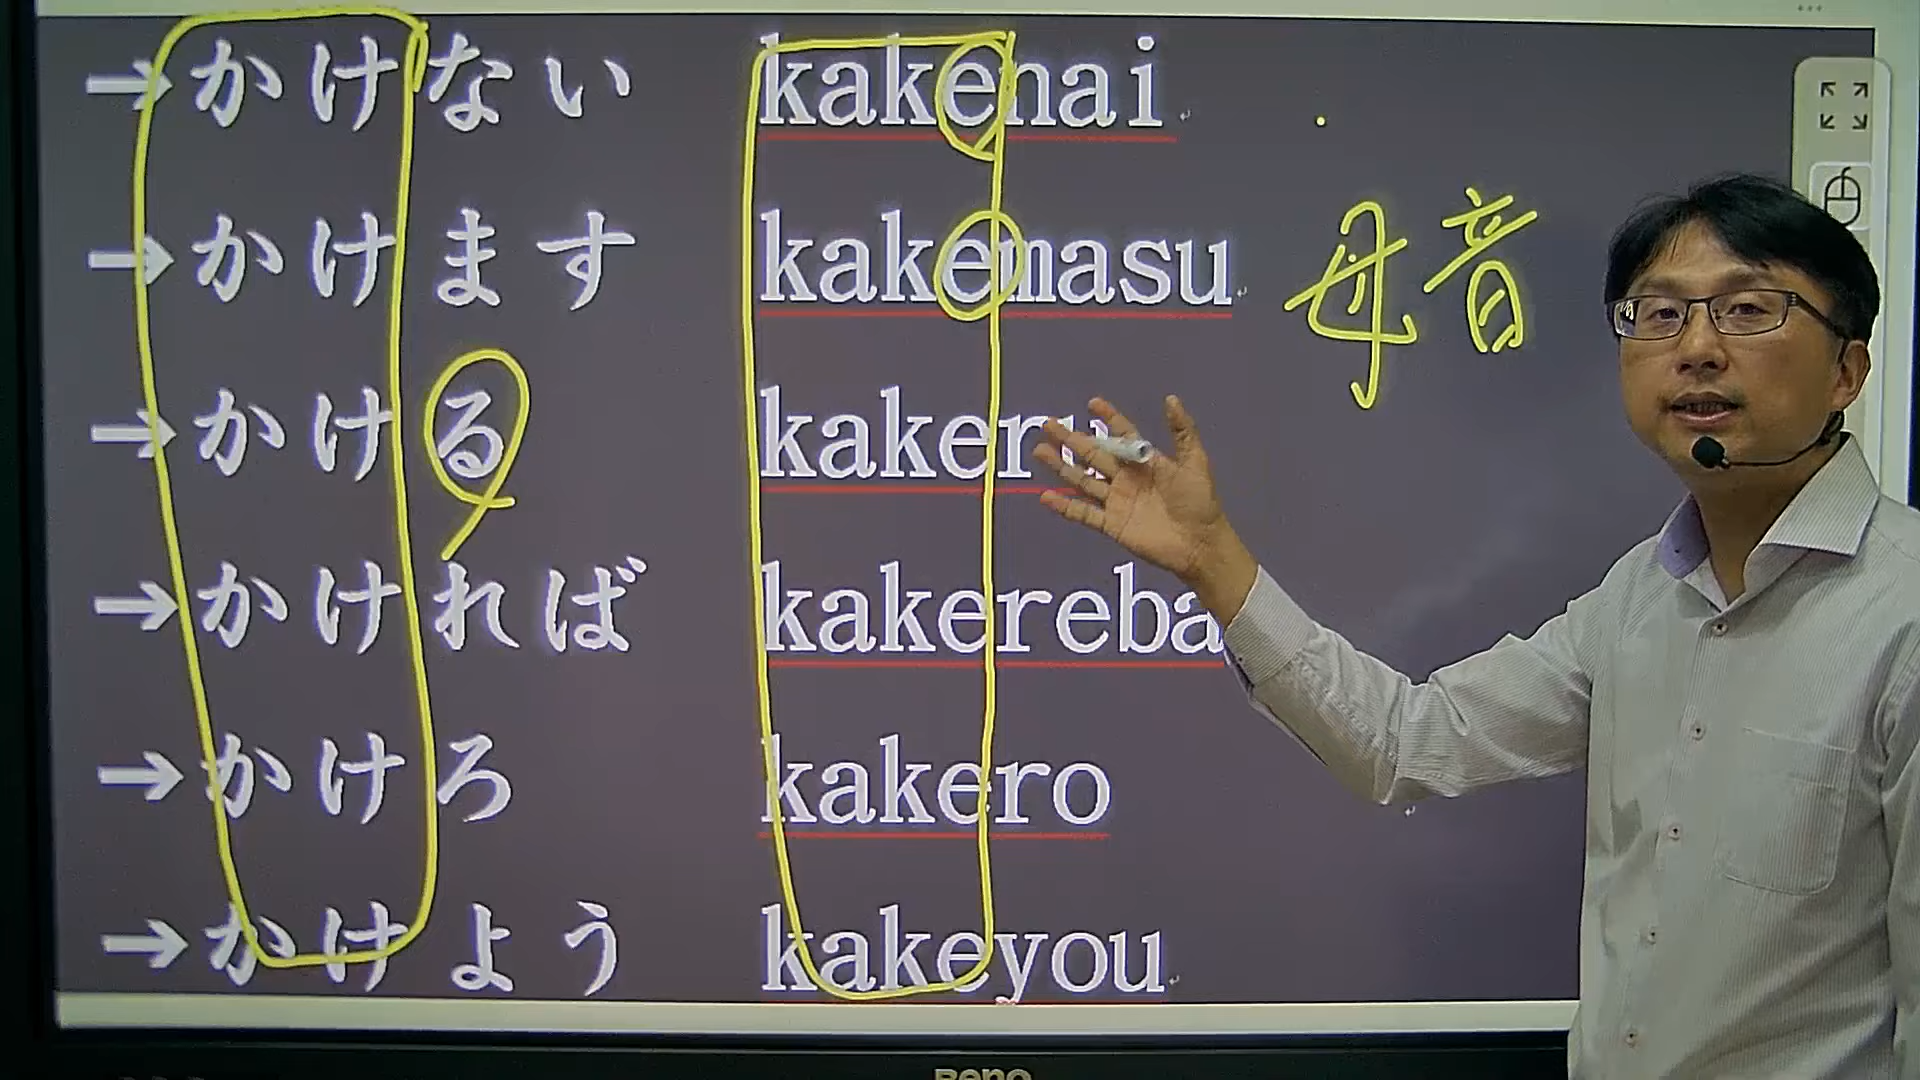 →かけない kakenai
→かけます kakemasu 母音
→かける kakeru
→かければ kakereba
→かけろ kakero
→かけよう kakeyou
BenQ